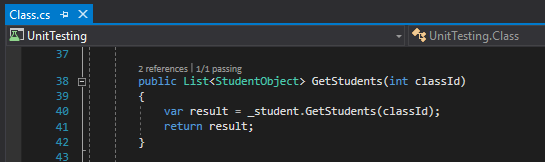 Class.cs
UnitTesting UnitTesting.Class
37
2 references | 1/1 passing
38 public List<StudentObject> GetStudents(int classId)
39 {
40 var result = _student.GetStudents(classId);
41 return result;
42 }
43